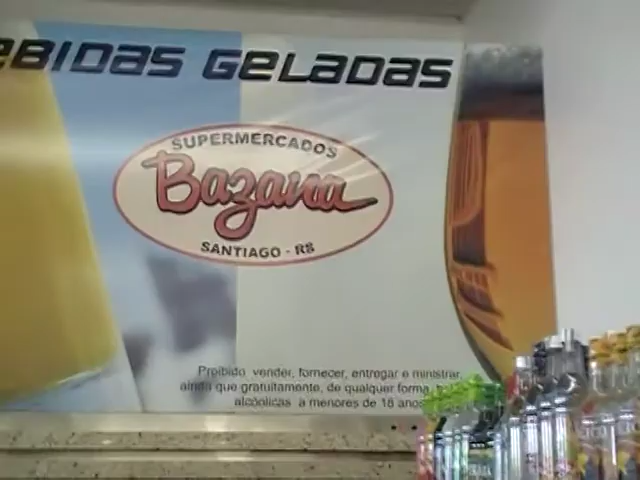 EBIDAS GELADAS
SUPERMERCADOS
Bazana
SANTIAGO - RS
Proibido vender, fornecer, entregar e ministrar,
ainda que gratuitamente, de qualquer forma,
alcóolicas a menores de 18 anos